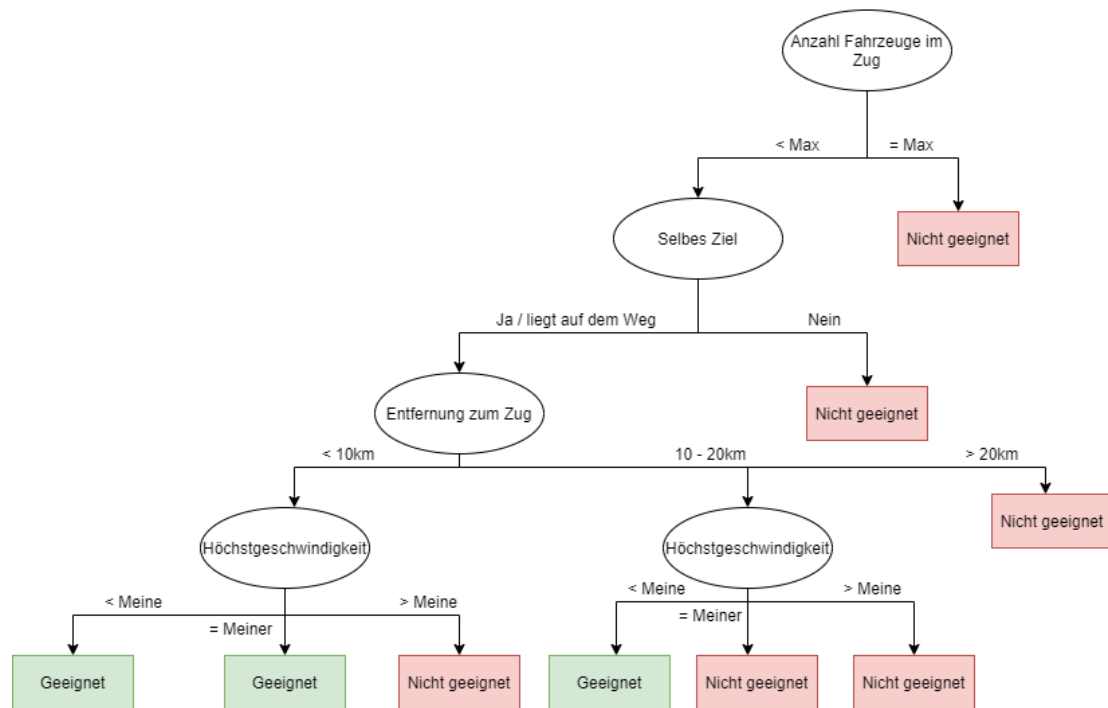 Anzahl Fahrzeuge im
Zug
< Max
= Max
Selbes Ziel
Nicht geeignet
Ja / liegt auf dem Weg
Nein
Entfernung zum Zug
Nicht geeignet
< 10km
10 - 20km
> 20km
Nicht geeignet
Höchstgeschwindigkeit
Höchstgeschwindigkeit
< Meine
= Meiner
> Meine
< Meine
= Meiner
> Meine
Geeignet
Geeignet
Nicht geeignet
Geeignet
Nicht geeignet
Nicht geeignet